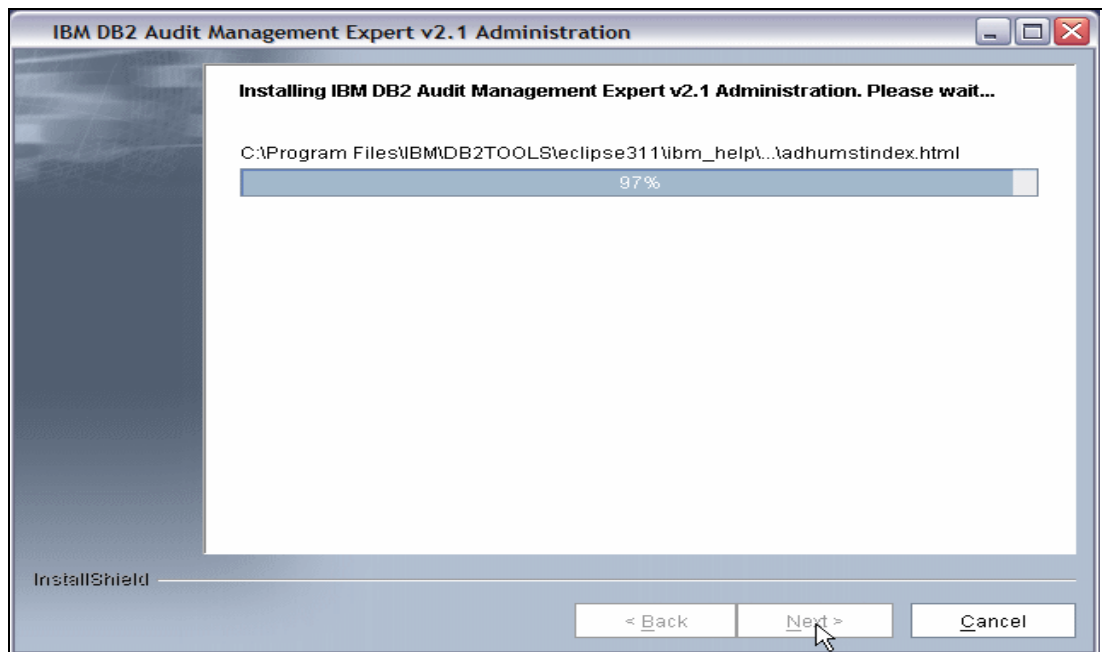 IBM DB2 Audit Management Expert v2.1 Administration
Installing IBM DB2 Audit Management Expert v2.1 Administration. Please wait...
C:\Program Files\IBM\DB2TOOLS\eclipse311\ibm_help\...\adhumstindex.html
97%
InstallShield
< Back
Next >
Cancel